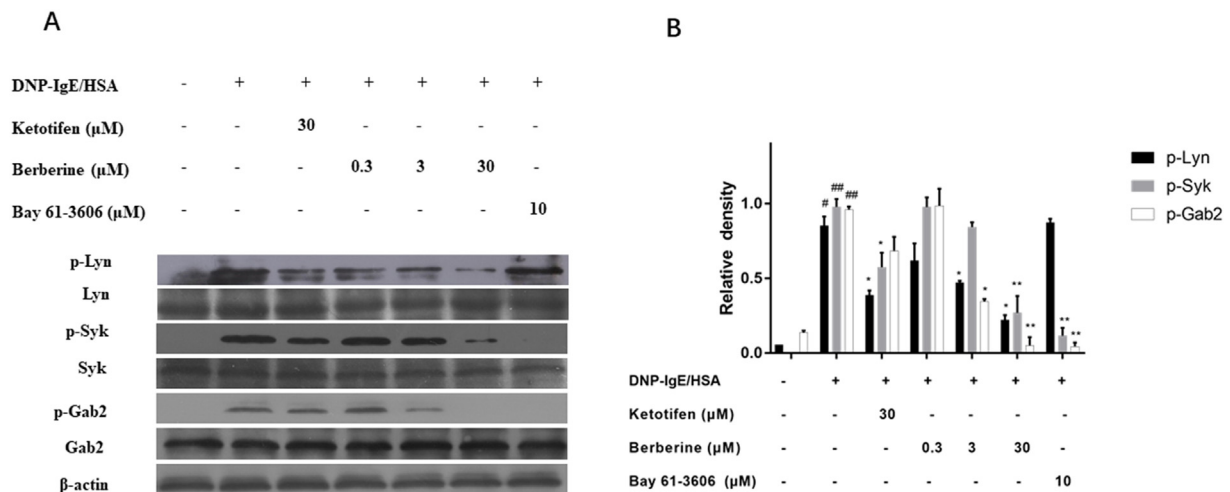 A
DNP-IgE/HSA - + + + + + +
Ketotifen (µM) - - 30 - - - -
Berberine (µM) - - - 0.3 3 30 -
Bay 61-3606 (µM) - - - - - - 10
p-Lyn
Lyn
p-Syk
Syk
p-Gab2
Gab2
β-actin
B
p-Lyn
p-Syk
p-Gab2
Relative density
1.0
0.5
0.0
# ## ##
* *
* *
* ** **
** **
DNP-IgE/HSA - + + + + + +
Ketotifen (µM) - - 30 - - - -
Berberine (µM) - - - 0.3 3 30 -
Bay 61-3606 (µM) - - - - - - 10